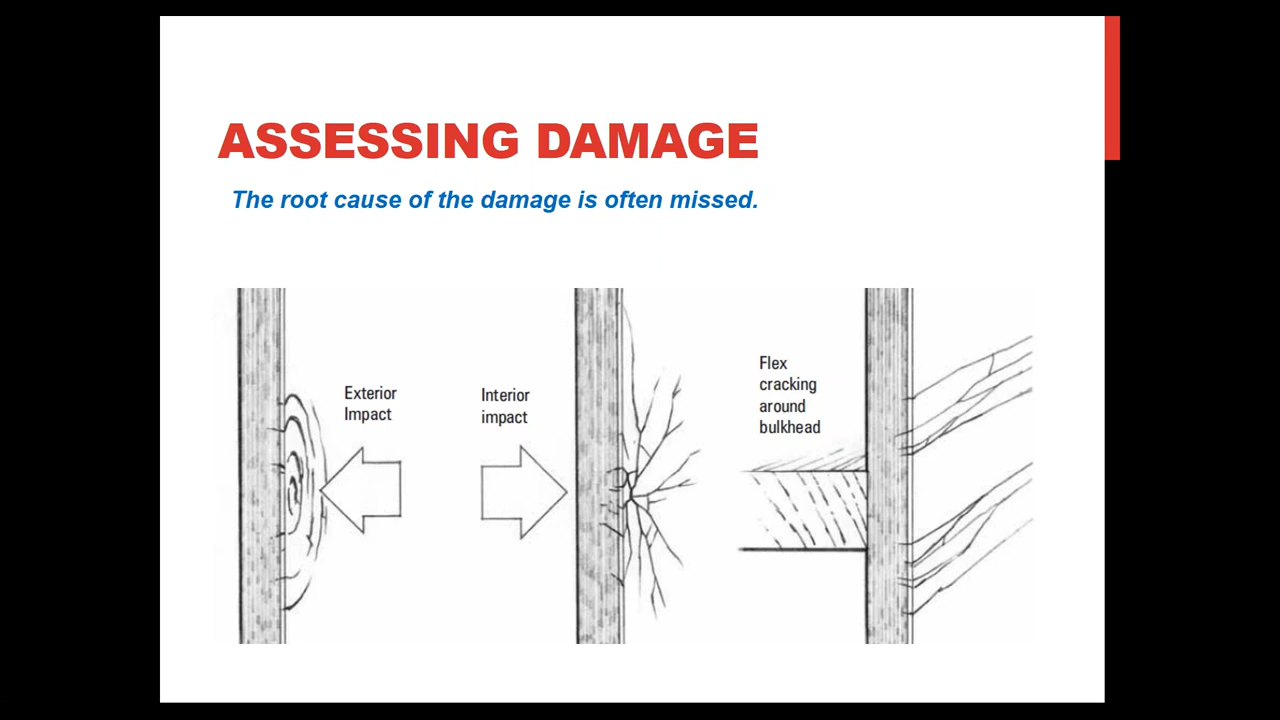 ASSESSING DAMAGE
The root cause of the damage is often missed.
Exterior
Impact
Interior
impact
Flex
cracking
around
bulkhead